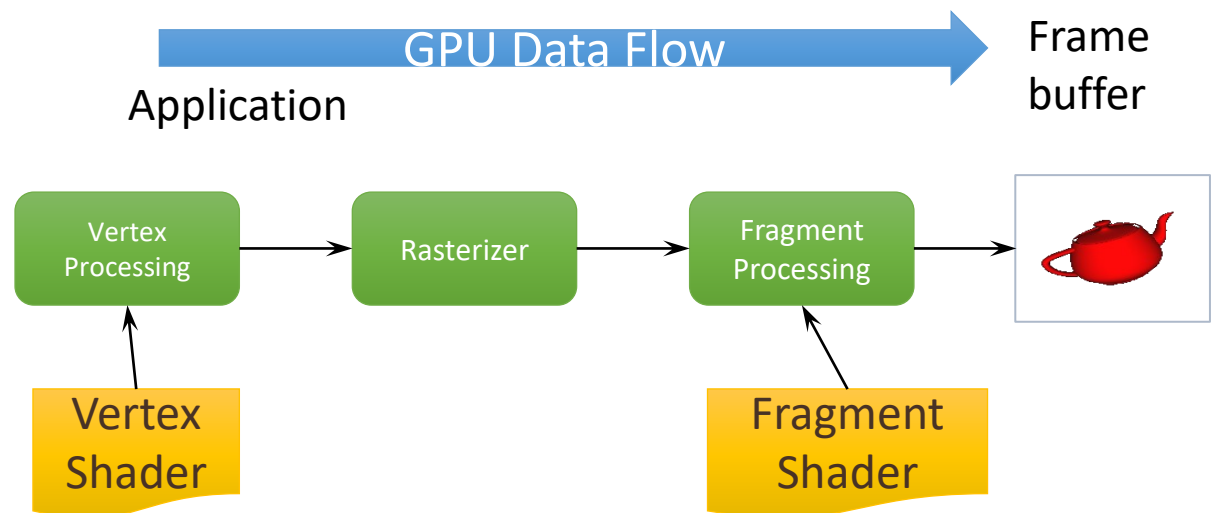 GPU Data Flow
Frame
buffer
Application
Vertex
Processing
Rasterizer
Fragment
Processing
Vertex
Shader
Fragment
Shader